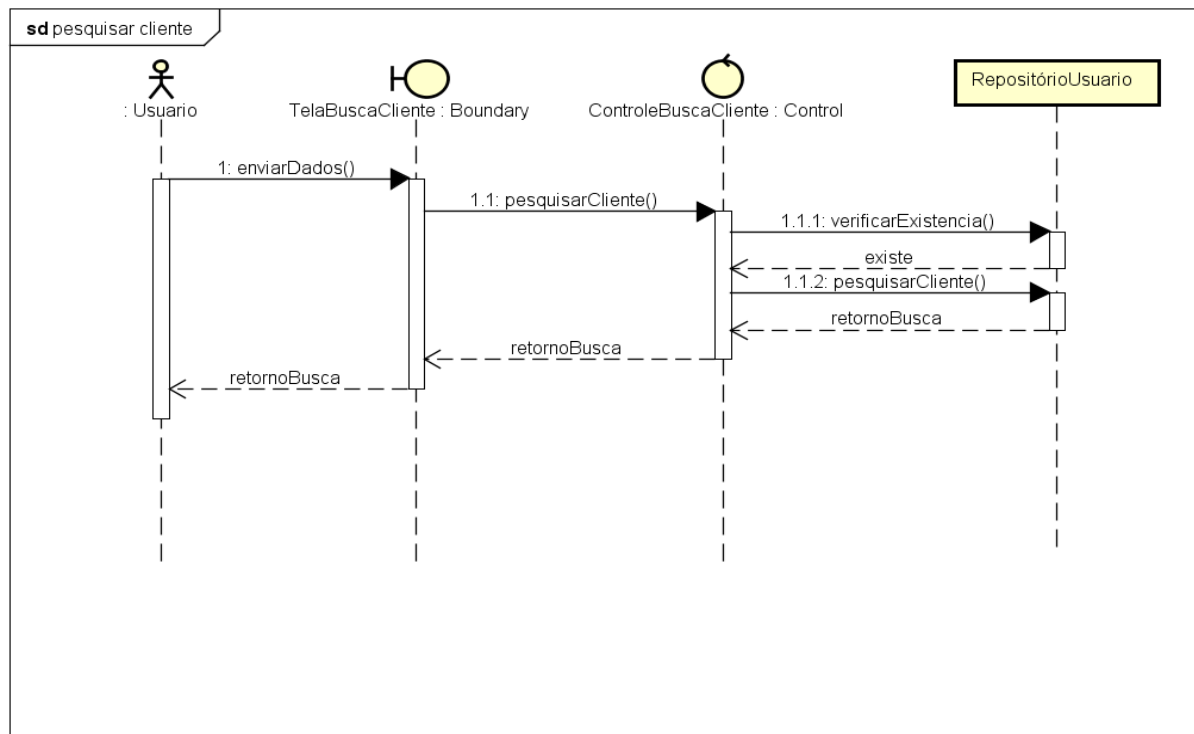 sd pesquisar cliente
: Usuario
TelaBuscaCliente : Boundary
ControleBuscaCliente : Control
RepositórioUsuario
1: enviarDados()
1.1: pesquisarCliente()
1.1.1: verificarExistencia()
existe
1.1.2: pesquisarCliente()
retornoBusca
retornoBusca
retornoBusca